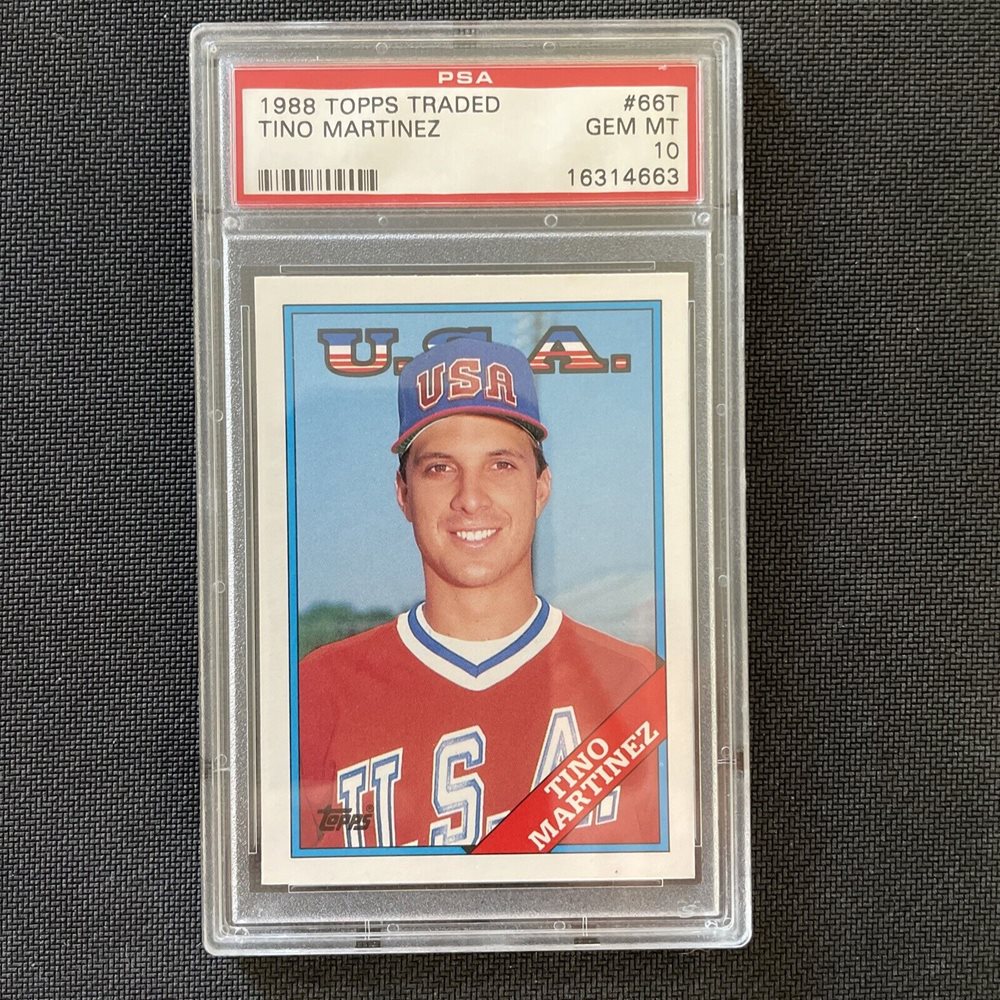 PSA
1988 TOPPS TRADED #66T
TINO MARTINEZ GEM MT
10
16314663
U.S.A.
USA
U.S.A.
TINO
MARTINEZ
Topps®